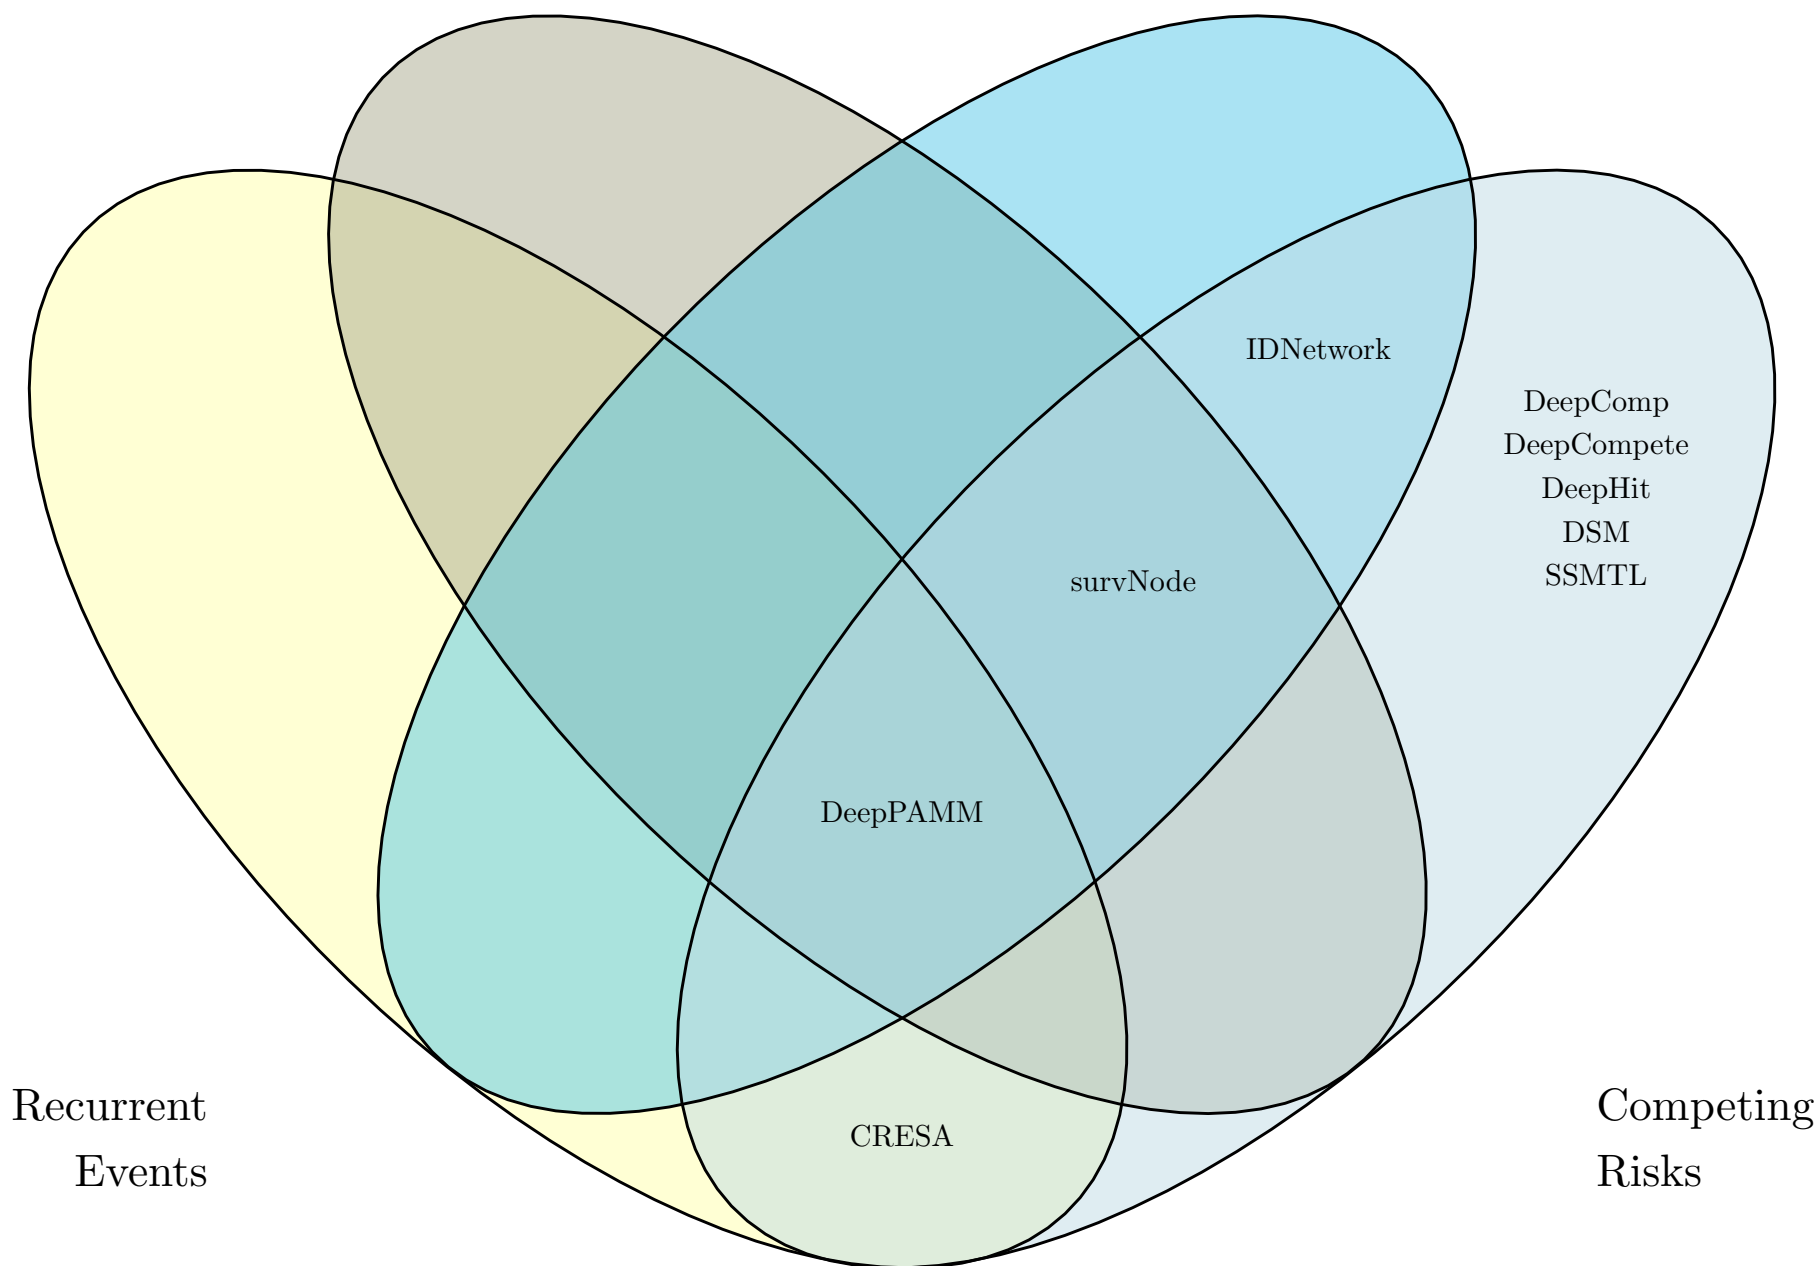 IDNetwork
DeepComp
DeepCompete
DeepHit
DSM
SSMTL
survNode
DeepPAMM
CRESA
Recurrent
Events
Competing
Risks